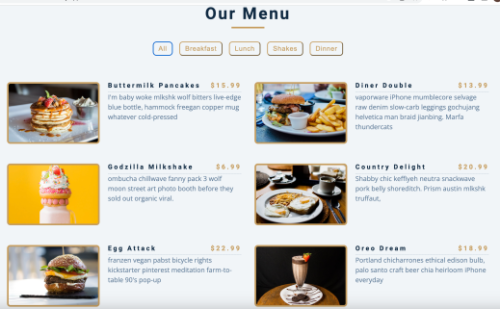 Our Menu
All
Breakfast
Lunch
Shakes
Dinner
Buttermilk Pancakes $15.99
I'm baby woke mlkshk wolf bitters live-edge
blue bottle, hammock freegan copper mug
whatever cold-pressed
Diner Double $13.99
vaporware iPhone mumblecore selvage
raw denim slow-carb leggings gochujang
helvetica man braid jianbing. Marfa
thundercats
Godzilla Milkshake $6.99
ombucha chillwave fanny pack 3 wolf
moon street art photo booth before they
sold out organic viral.
Country Delight $20.99
Shabby chic keffiyeh neutra snackwave
pork belly shoreditch. Prism austin mlkshk
truffaut,
Egg Attack $22.99
franzen vegan pabst bicycle rights
kickstarter pinterest meditation farm-to-
table 90's pop-up
Oreo Dream $18.99
Portland chicharrones ethical edison bulb,
palo santo craft beer chia heirloom iPhone
everyday